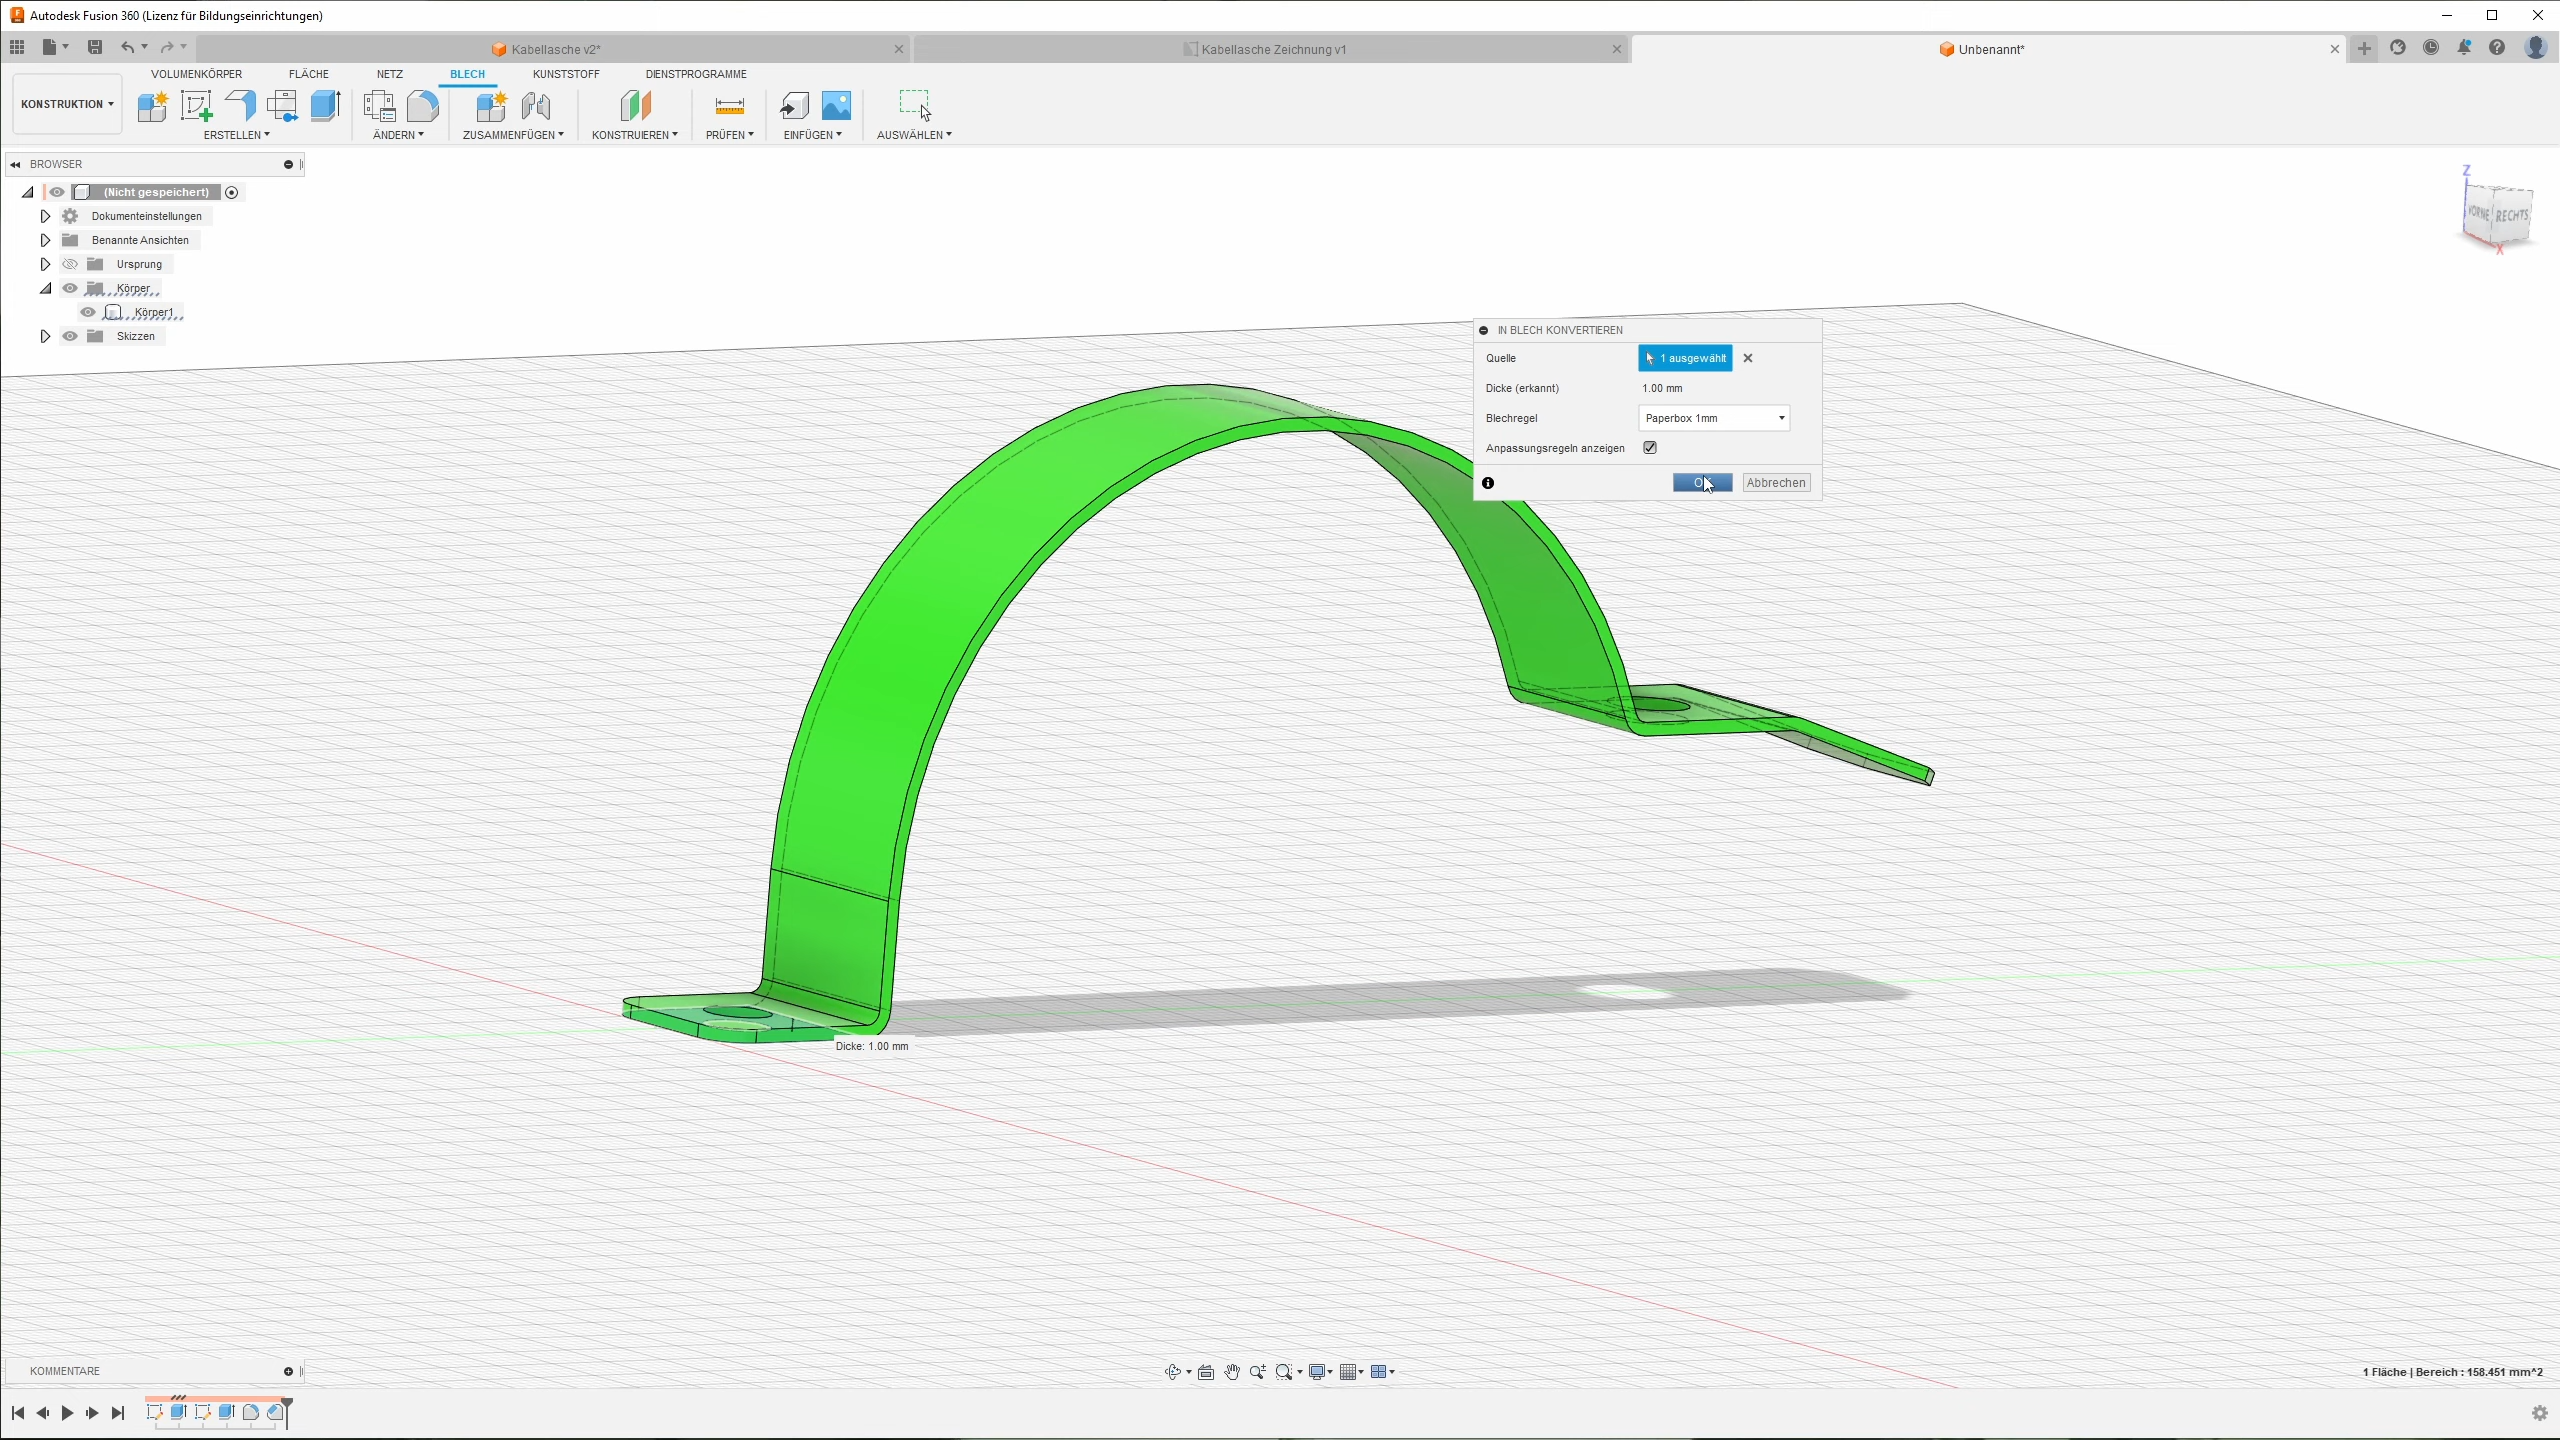 Autodesk Fusion 360 (Lizenz für Bildungseinrichtungen)
Kabellasche v2*
Kabellasche Zeichnung v1
Unbenannt*
VOLUMENKÖRPER
FLÄCHE
NETZ
BLECH
KUNSTSTOFF
DIENSTPROGRAMME
KONSTRUKTION
ERSTELLEN
ÄNDERN
ZUSAMMENFÜGEN
KONSTRUIEREN
PRÜFEN
EINFÜGEN
AUSWÄHLEN
BROWSER
(Nicht gespeichert)
Dokumenteinstellungen
Benannte Ansichten
Ursprung
Körper
Körper1
Skizzen
Z
VORNE
RECHTS
X
IN BLECH KONVERTIEREN
Quelle
1 ausgewählt
Dicke (erkannt)
1.00 mm
Blechregel
Paperbox 1mm
Anpassungsregeln anzeigen
Abbrechen
Dicke: 1.00 mm
KOMMENTARE
1 Fläche | Bereich : 158.451 mm^2